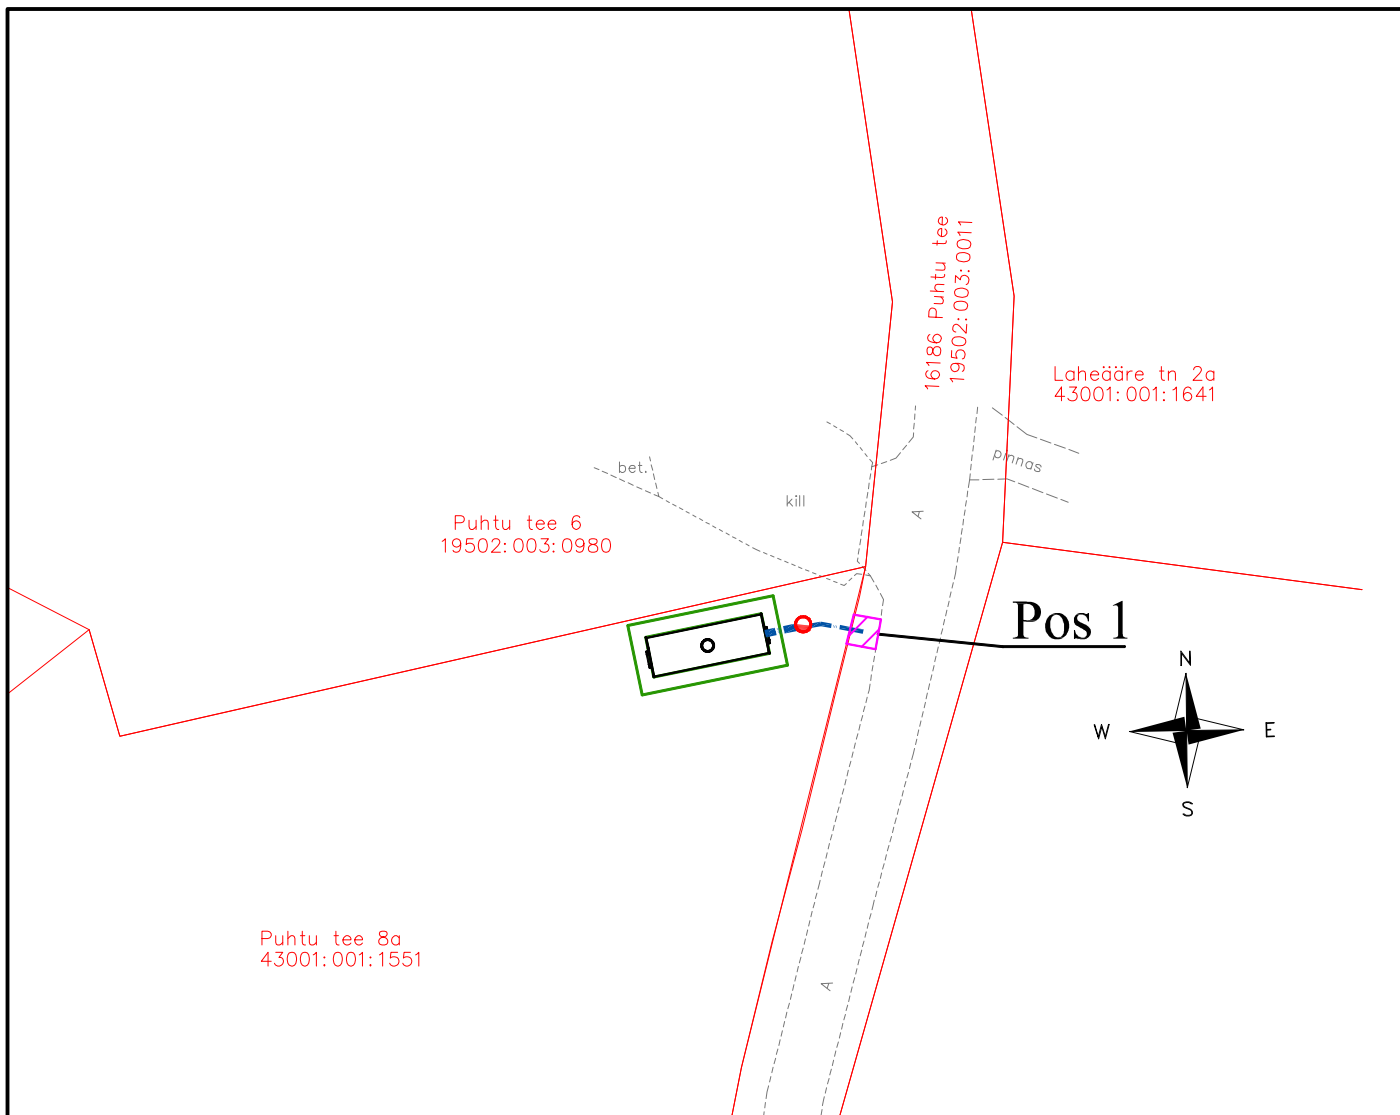 16186 Puhtu tee
19502:003:0011
Laheääre tn 2a
43001:001:1641
pinnas
bet.
kill
A
Puhtu tee 6
19502:003:0980
Pos 1
N
W
E
S
Puhtu tee 8a
43001:001:1551
A